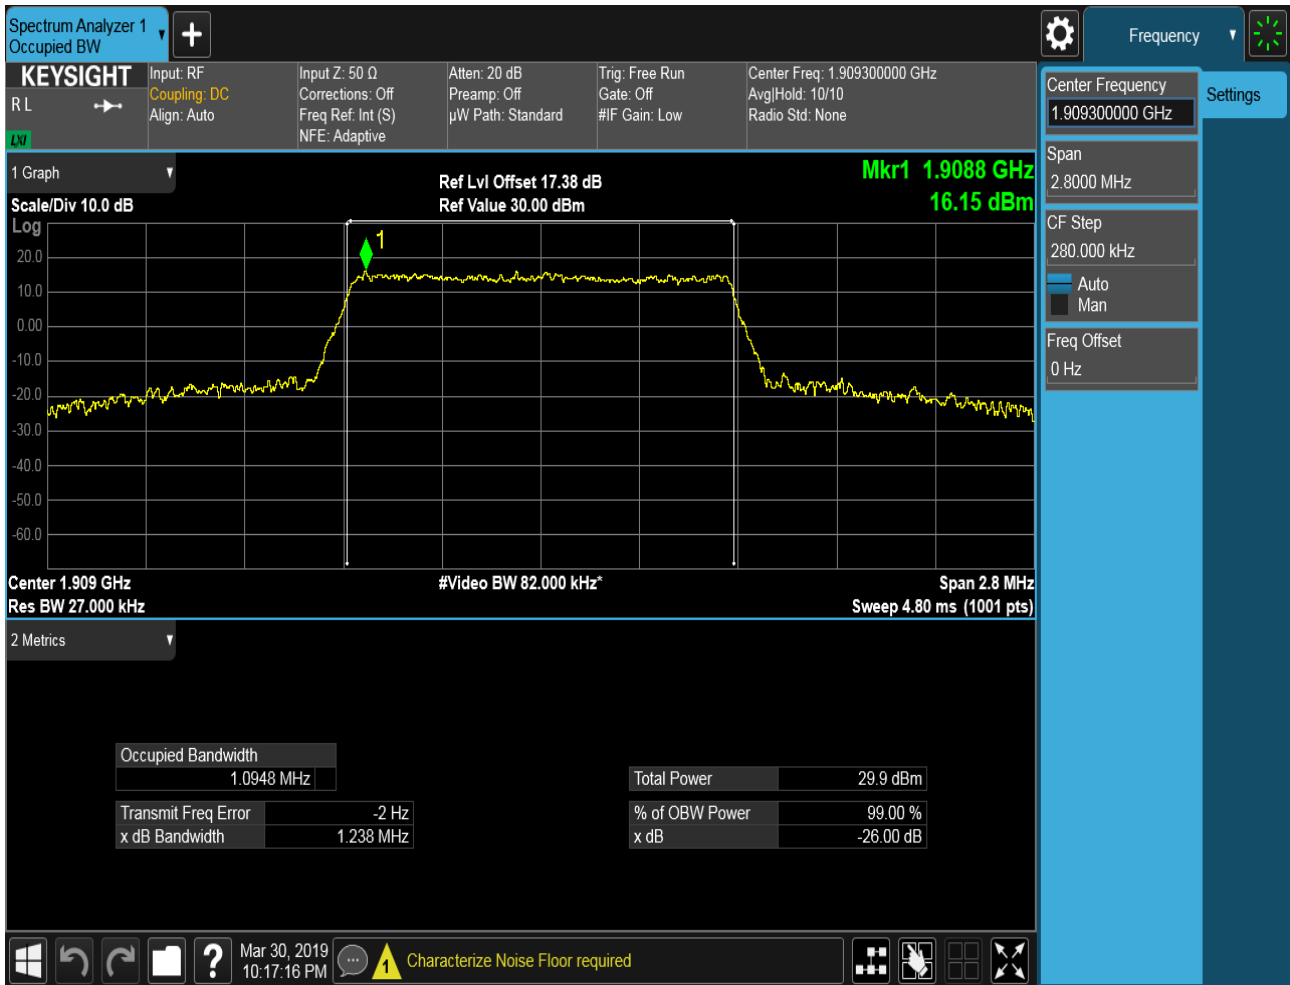 Spectrum Analyzer 1
Occupied BW
Frequency
KEYSIGHT
R L
LXI
Input: RF
Coupling: DC
Align: Auto
Input Z: 50 Ω
Corrections: Off
Freq Ref: Int (S)
NFE: Adaptive
Atten: 20 dB
Preamp: Off
µW Path: Standard
Trig: Free Run
Gate: Off
#IF Gain: Low
Center Freq: 1.909300000 GHz
Avg|Hold: 10/10
Radio Std: None
Center Frequency
1.909300000 GHz
Settings
Span
2.8000 MHz
CF Step
280.000 kHz
Auto
Man
Freq Offset
0 Hz
1 Graph
Scale/Div 10.0 dB
Ref Lvl Offset 17.38 dB
Ref Value 30.00 dBm
Mkr1 1.9088 GHz
16.15 dBm
Log
1
20.0
10.0
0.00
-10.0
-20.0
-30.0
-40.0
-50.0
-60.0
Center 1.909 GHz
#Video BW 82.000 kHz*
Span 2.8 MHz
Res BW 27.000 kHz
Sweep 4.80 ms (1001 pts)
2 Metrics
Occupied Bandwidth
1.0948 MHz
Transmit Freq Error -2 Hz
x dB Bandwidth 1.238 MHz
Total Power 29.9 dBm
% of OBW Power 99.00 %
x dB -26.00 dB
?
Mar 30, 2019
10:17:16 PM
1
Characterize Noise Floor required